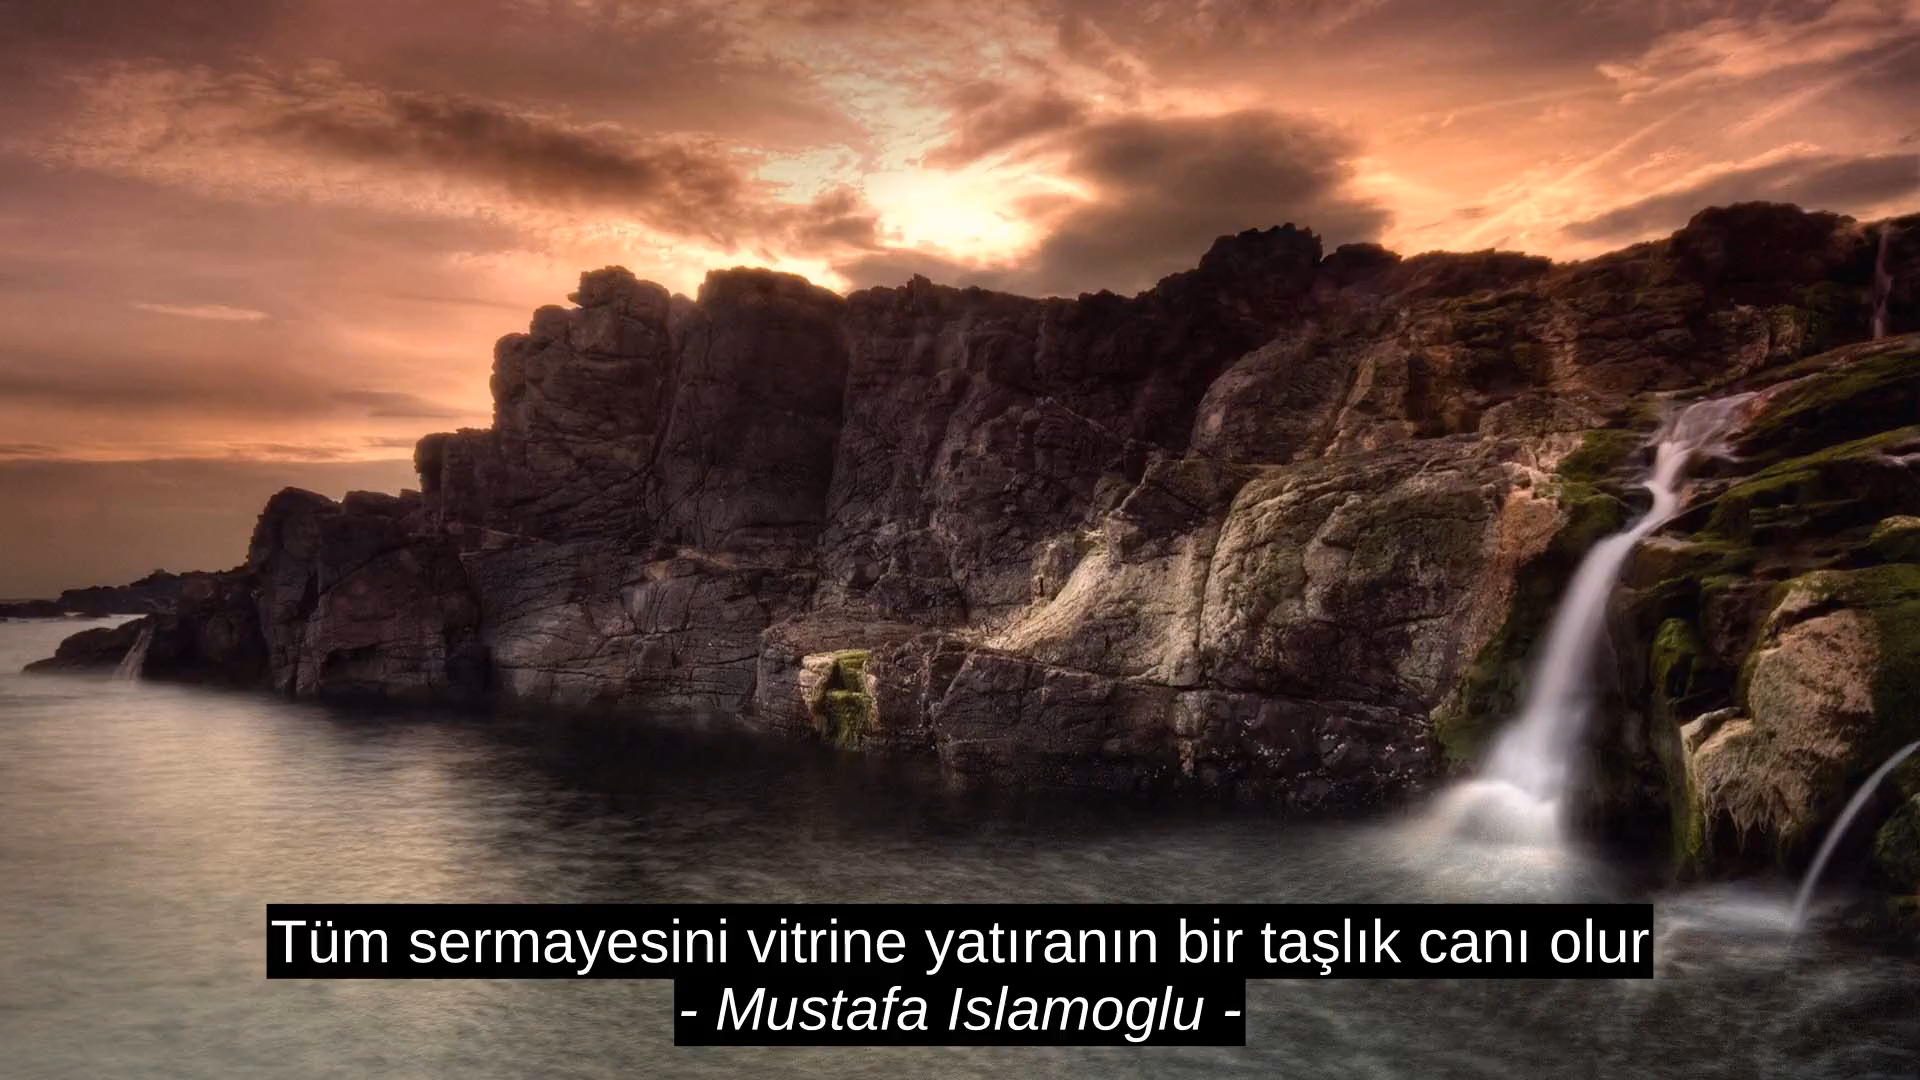 Tüm sermayesini vitrine yatıranın bir taşlık canı olur
- Mustafa Islamoglu -